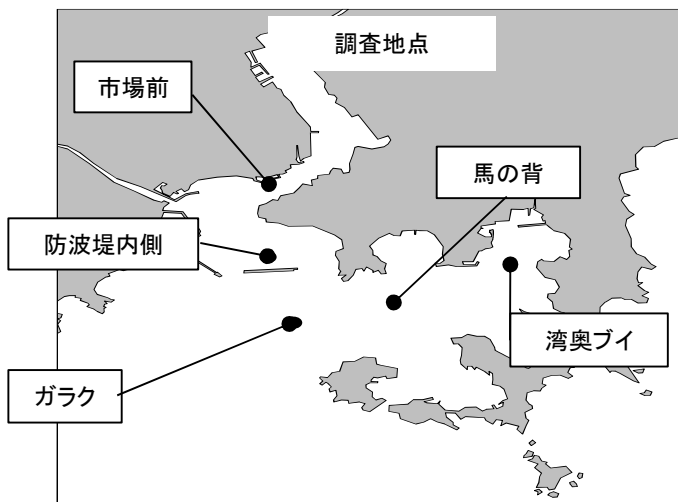 調査地点
市場前
馬の背
防波堤内側
湾奥ブイ
ガラク